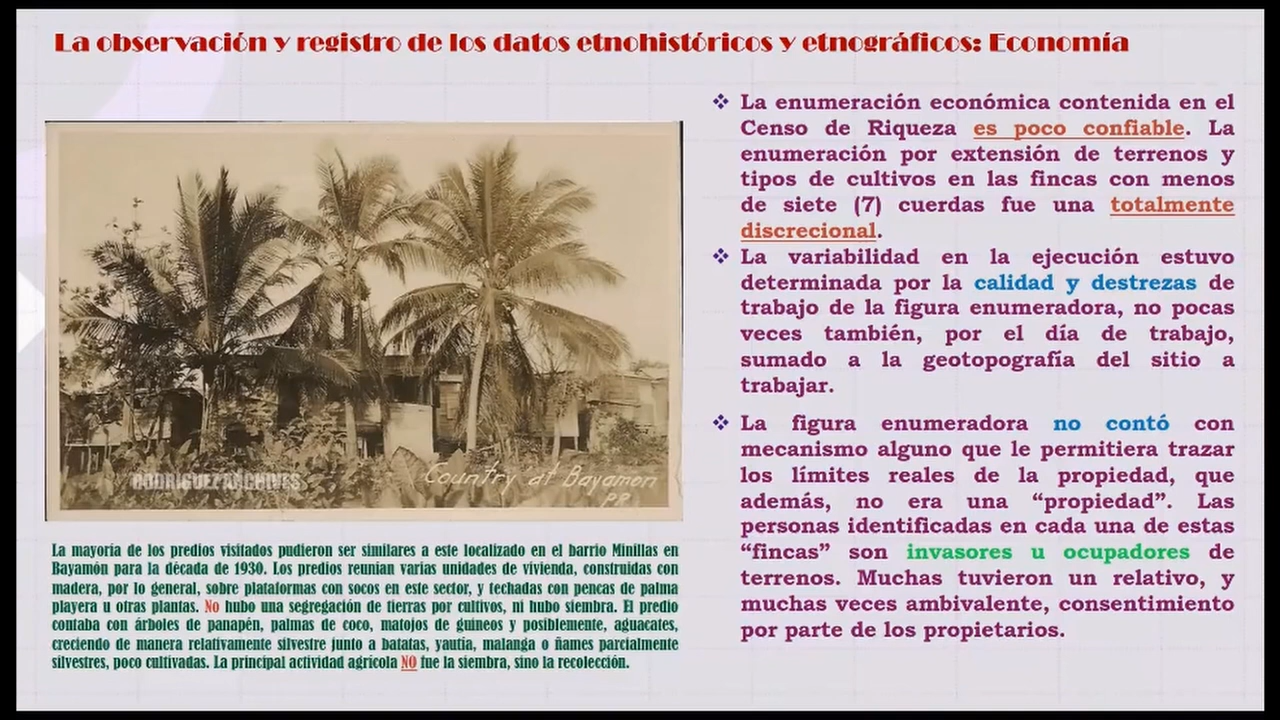 La observación y registro de los datos etnohistóricos y etnográficos: Economía
RODRIGUEZ ARCHIVES
Country at Bayamon
P.R.
La mayoría de los predios visitados pudieron ser similares a este localizado en el barrio Minillas en
Bayamón para la década de 1930. Los predios reunían varias unidades de vivienda, construidas con
madera, por lo general, sobre plataformas con socos en este sector, y techadas con pencas de palma
playera u otras plantas. No hubo una segregación de tierras por cultivos, ni hubo siembra. El predio
contaba con árboles de panapén, palmas de coco, matojos de guineos y posiblemente, aguacates,
creciendo de manera relativamente silvestre junto a batatas, yautía, malanga o ñames parcialmente
silvestres, poco cultivadas. La principal actividad agrícola NO fue la siembra, sino la recolección.
❖ La enumeración económica contenida en el
Censo de Riqueza es poco confiable. La
enumeración por extensión de terrenos y
tipos de cultivos en las fincas con menos
de siete (7) cuerdas fue una totalmente
discrecional.
❖ La variabilidad en la ejecución estuvo
determinada por la calidad y destrezas de
trabajo de la figura enumeradora, no pocas
veces también, por el día de trabajo,
sumado a la geotopografía del sitio a
trabajar.
❖ La figura enumeradora no contó con
mecanismo alguno que le permitiera trazar
los límites reales de la propiedad, que
además, no era una “propiedad”. Las
personas identificadas en cada una de estas
“fincas” son invasores u ocupadores de
terrenos. Muchas tuvieron un relativo, y
muchas veces ambivalente, consentimiento
por parte de los propietarios.